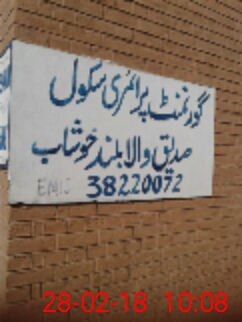 گورنمنٹ پرائمری سکول
صدیق والا بلند خوشاب
EMIS 38220072
28-02-18 10:08